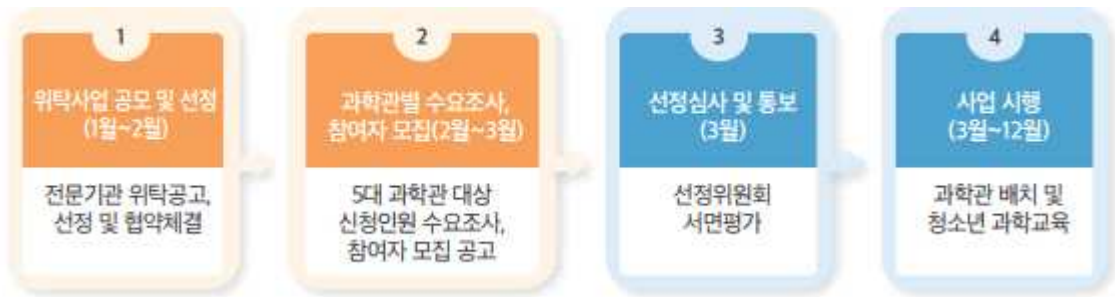 1
위탁사업 공모 및 선정
(1월~2월)
전문기관 위탁공고,
선정 및 협약체결
2
과학관별 수요조사,
참여자 모집(2월~3월)
5대 과학관 대상
신청인원 수요조사,
참여자 모집 공고
3
선정심사 및 통보
(3월)
선정위원회
서면평가
4
사업 시행
(3월~12월)
과학관 배치 및
청소년 과학교육